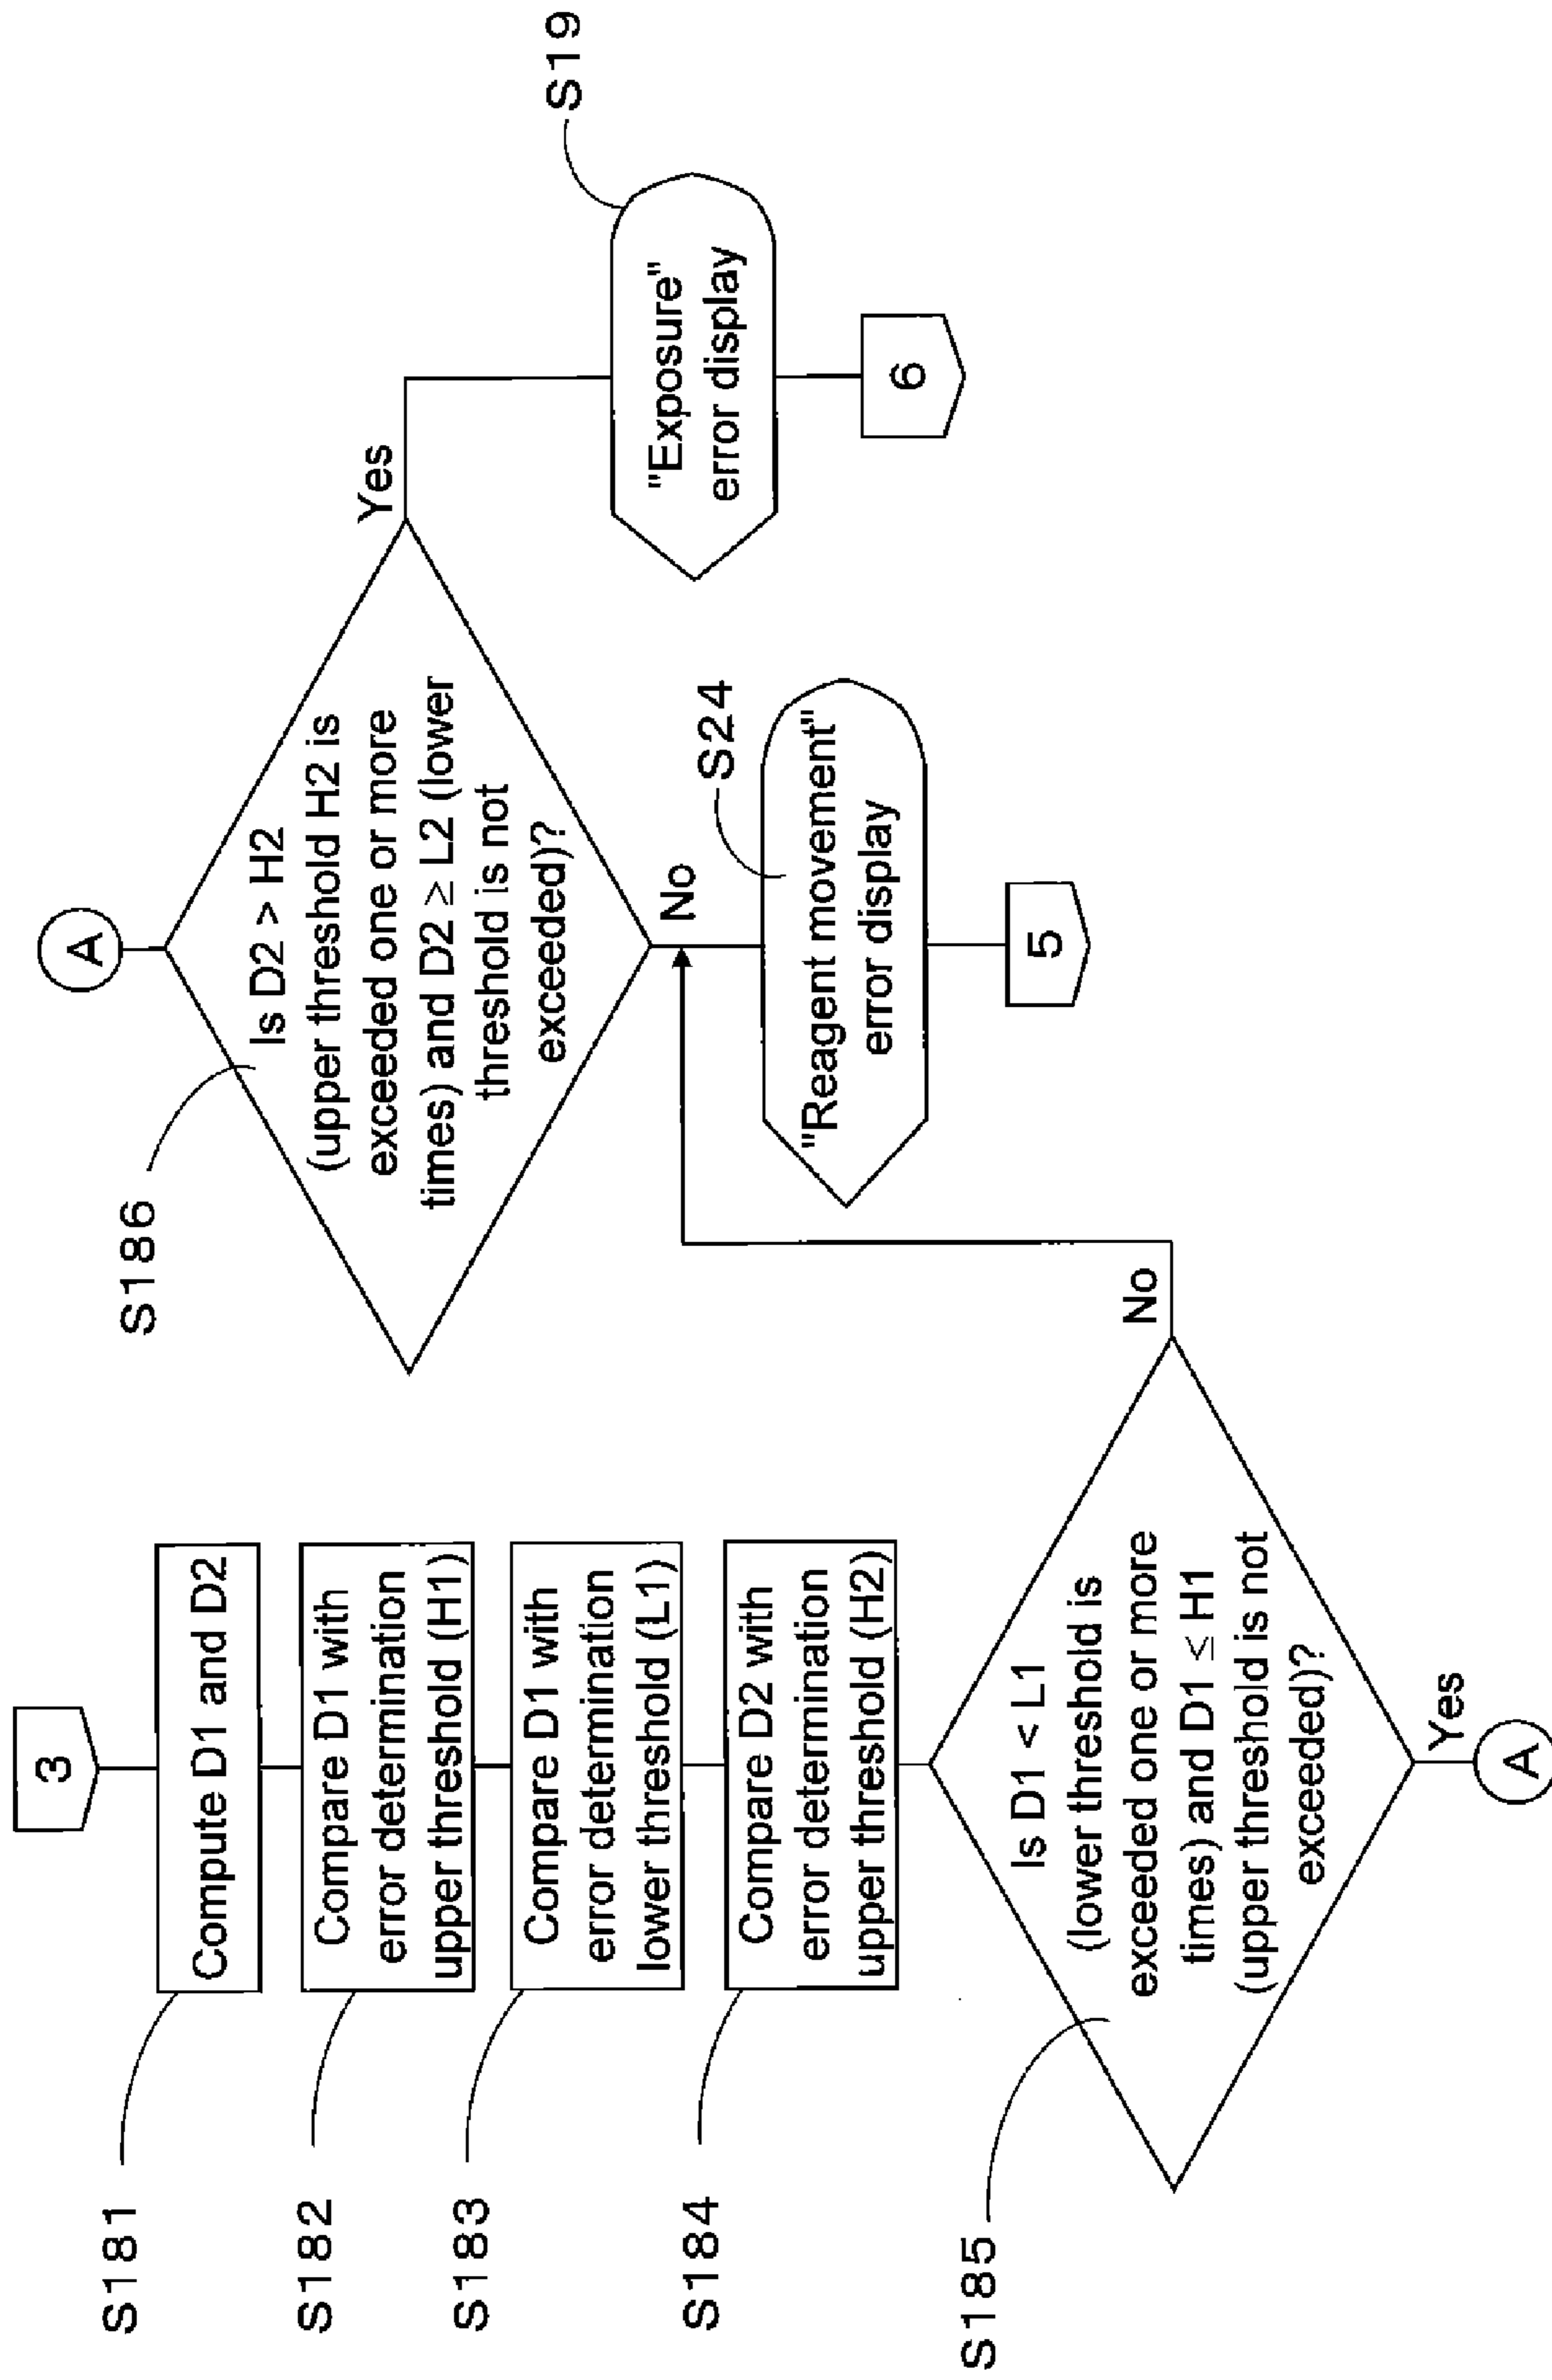 3
S181
Compute D1 and D2
S182
Compare D1 with
error determination
upper threshold (H1)
S183
Compare D1 with
error determination
lower threshold (L1)
S184
Compare D2 with
error determination
upper threshold (H2)
S185
Is D1 < L1
(lower threshold is
exceeded one or more
times) and D1 ≤ H1
(upper threshold is not
exceeded)?
No
Yes
A
A
S186
Is D2 > H2
(upper threshold H2 is
exceeded one or more
times) and D2 ≥ L2 (lower
threshold is not
exceeded)?
Yes
No
S24
"Reagent movement"
error display
5
S19
"Exposure"
error display
6